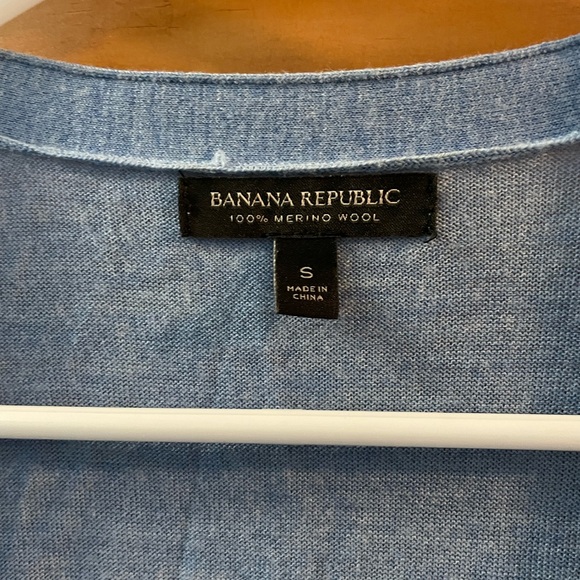 BANANA REPUBLIC
100% MERINO WOOL
S
MADE IN
CHINA